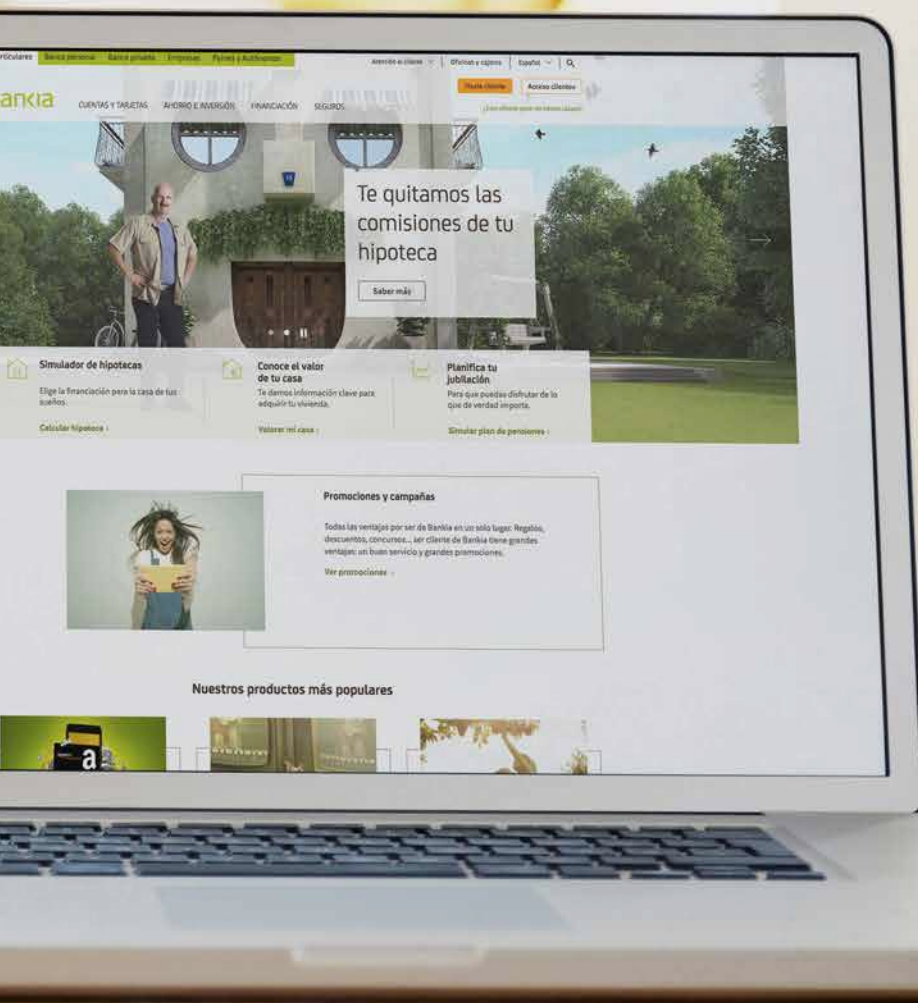 Particulares Banca personal Banca privada Empresas Pymes y Autónomos
Atención al cliente Oficinas y cajeros Español
Hazte cliente Acceso clientes
ankia CUENTAS Y TARJETAS AHORRO E INVERSIÓN FINANCIACIÓN SEGUROS
Te quitamos las
comisiones de tu
hipoteca
Saber más
Simulador de hipotecas
Elige la financiación para la casa de tus
sueños.
Calcular hipoteca
Conoce el valor
de tu casa
Te damos información clave para
adquirir tu vivienda.
Valorar mi casa
Planifica tu
jubilación
Para que puedas disfrutar de lo
que de verdad importa.
Simular plan de pensiones
Promociones y campañas
Todas las ventajas por ser de Bankia en un solo lugar. Regalos,
descuentos, concursos... ser cliente de Bankia tiene grandes
ventajas: un buen servicio y grandes promociones.
Ver promociones
Nuestros productos más populares
a